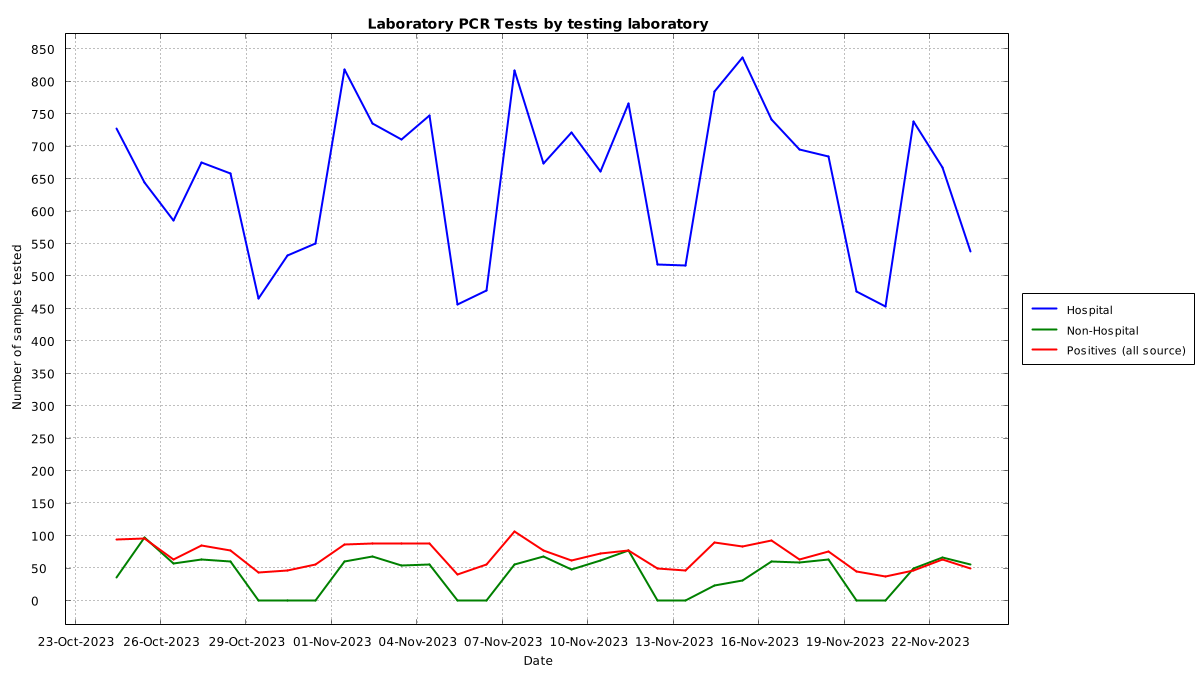 Laboratory PCR Tests by testing laboratory
850
800
750
700
650
600
550
500
450
400
350
300
250
200
150
100
50
0
Number of samples tested
23-Oct-2023 26-Oct-2023 29-Oct-2023 01-Nov-2023 04-Nov-2023 07-Nov-2023 10-Nov-2023 13-Nov-2023 16-Nov-2023 19-Nov-2023 22-Nov-2023
Date
Hospital
Non-Hospital
Positives (all source)